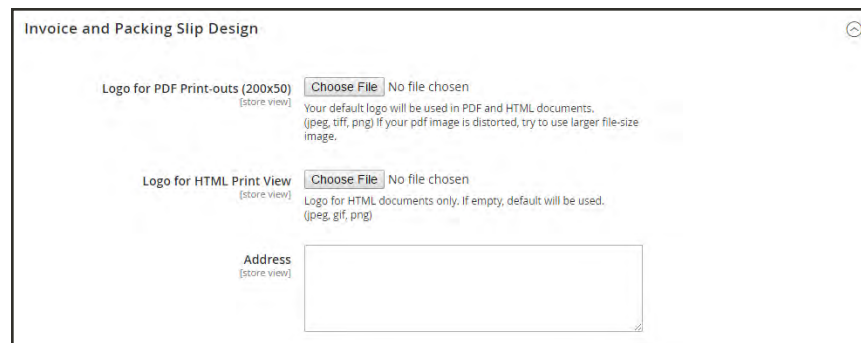 Invoice and Packing Slip Design
Logo for PDF Print-outs (200x50)
[store view]
Choose File No file chosen
Your default logo will be used in PDF and HTML documents.
(jpeg, tiff, png) If your pdf image is distorted, try to use larger file-size
image.
Logo for HTML Print View
[store view]
Choose File No file chosen
Logo for HTML documents only. If empty, default will be used.
(jpeg, gif, png)
Address
[store view]